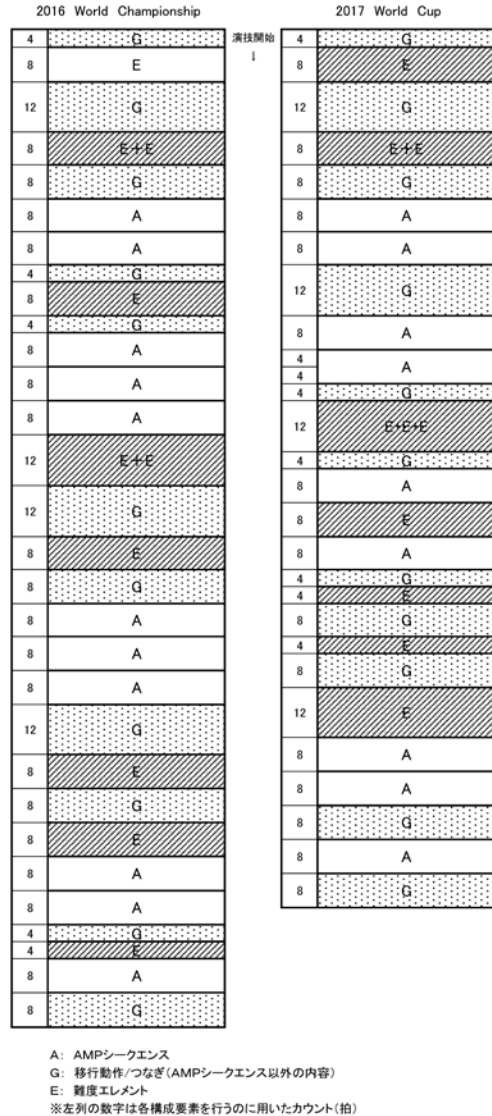 2016 World Championship
4 G
8 E
12 G
8 E+E
8 G
8 A
8 A
4 G
8 E
4 G
8 A
8 A
8 A
12 E+E
12 G
8 E
8 G
8 A
8 A
8 A
12 G
8 E
8 G
8 E
8 A
8 A
4 G
4 E
8 A
8 G
演技開始
↓
2017 World Cup
4 G
8 E
12 G
8 E+E
8 G
8 A
8 A
12 G
8 A
4
4 A
4 G
12 E+E+E
4 G
8 A
8 E
8 A
4 G
4 E
8 G
4 E
8 G
12 E
8 A
8 A
8 G
8 A
8 G
A: AMPシークエンス
G: 移行動作/つなぎ(AMPシークエンス以外の内容)
E: 難度エレメント
※左列の数字は各構成要素を行うのに用いたカウント(拍)